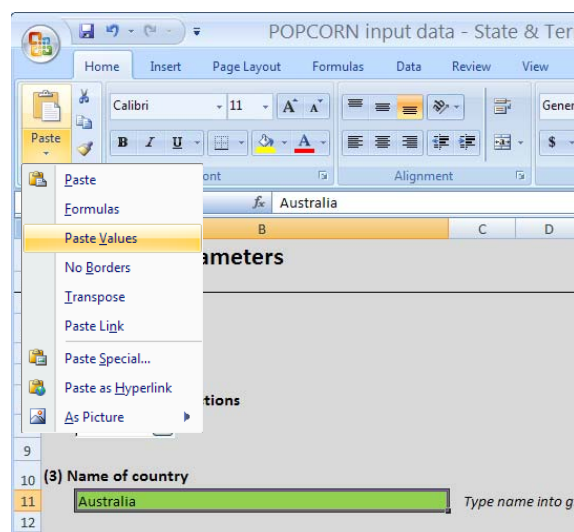 POPCORN input data - State & Ter
Home Insert Page Layout Formulas Data Review View
Calibri 11 A A Gener
Paste B I U A $
ont Alignment
Paste
Formulas
Paste Values
No Borders
Transpose
Paste Link
Paste Special...
Paste as Hyperlink
As Picture
fx Australia
B C D
ameters
tions
9
10 (3) Name of country
11 Australia Type name into g
12